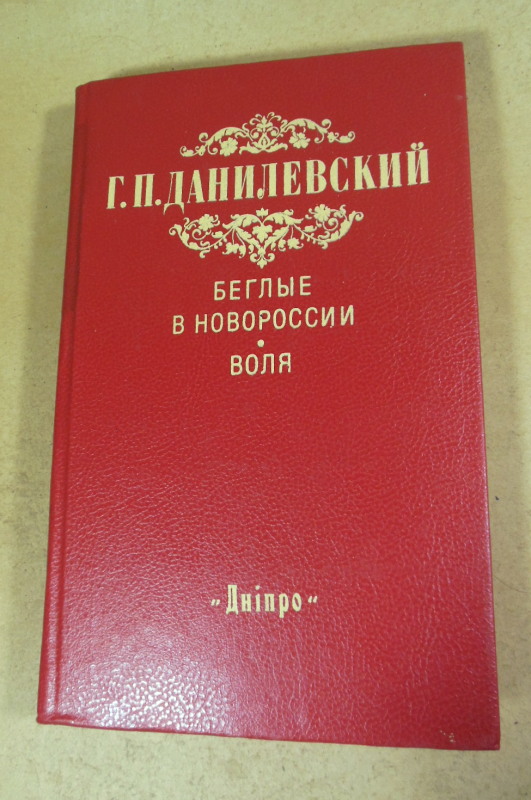 Г.П.ДАНИЛЕВСКИЙ
БЕГЛЫЕ
В НОВОРОССИИ
•
ВОЛЯ
"Дніпро"